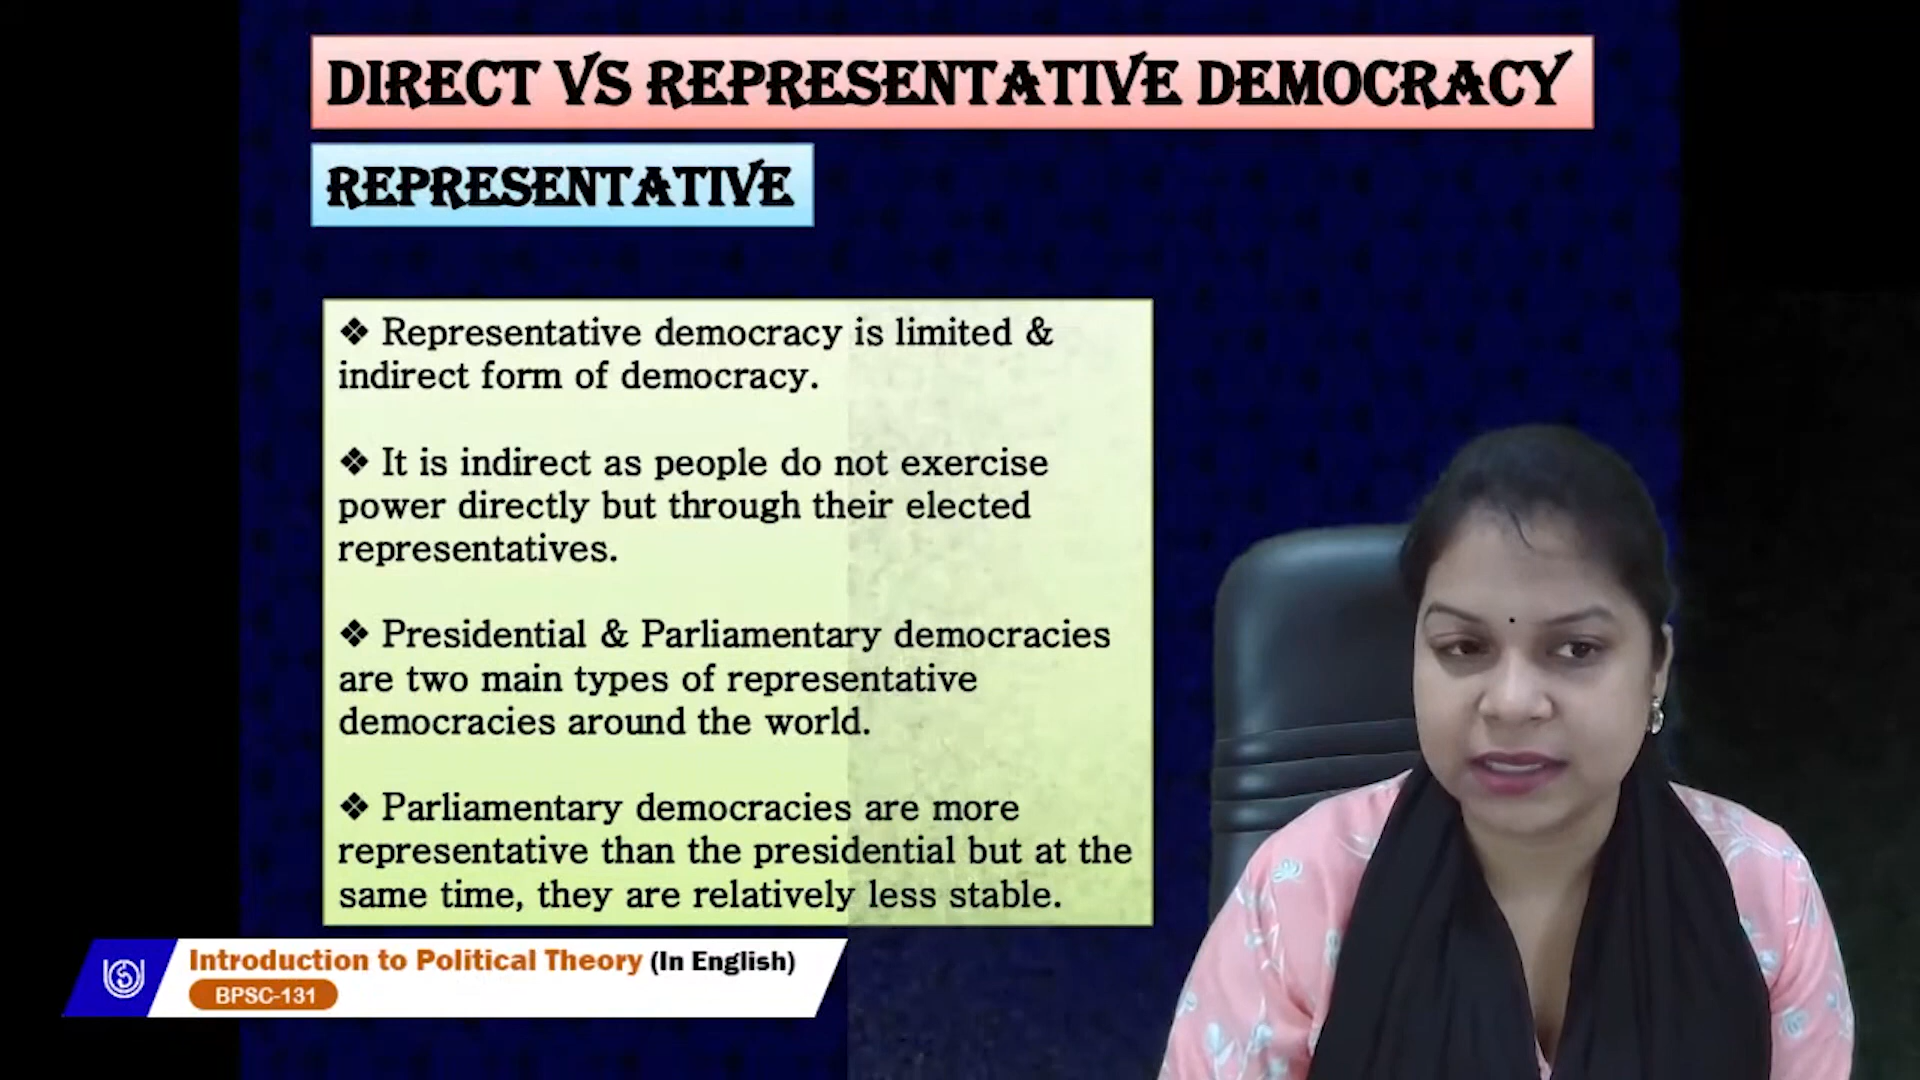 DIRECT VS REPRESENTATIVE DEMOCRACY
REPRESENTATIVE
❖ Representative democracy is limited &
indirect form of democracy.
❖ It is indirect as people do not exercise
power directly but through their elected
representatives.
❖ Presidential & Parliamentary democracies
are two main types of representative
democracies around the world.
❖ Parliamentary democracies are more
representative than the presidential but at the
same time, they are relatively less stable.
Introduction to Political Theory (In English)
BPSC-131